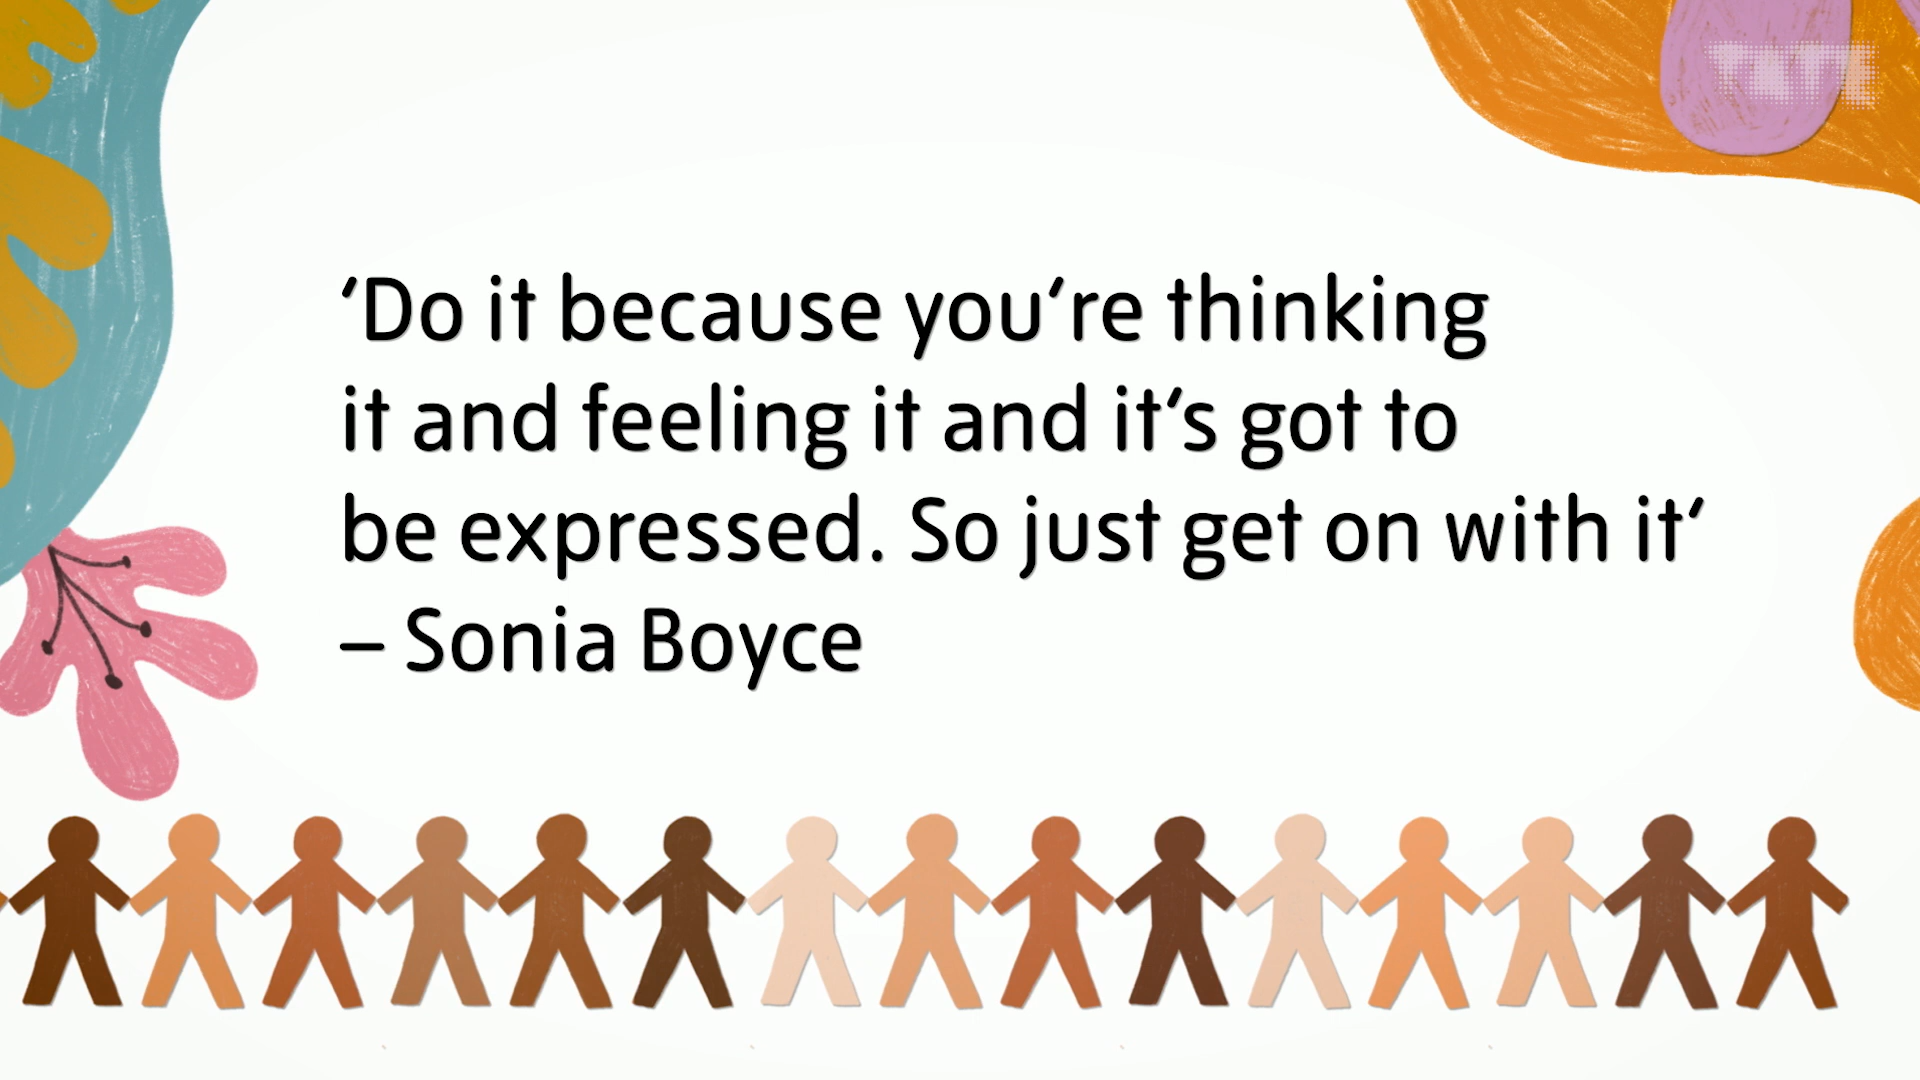 TATE
‘Do it because you’re thinking
it and feeling it and it’s got to
be expressed. So just get on with it’
– Sonia Boyce